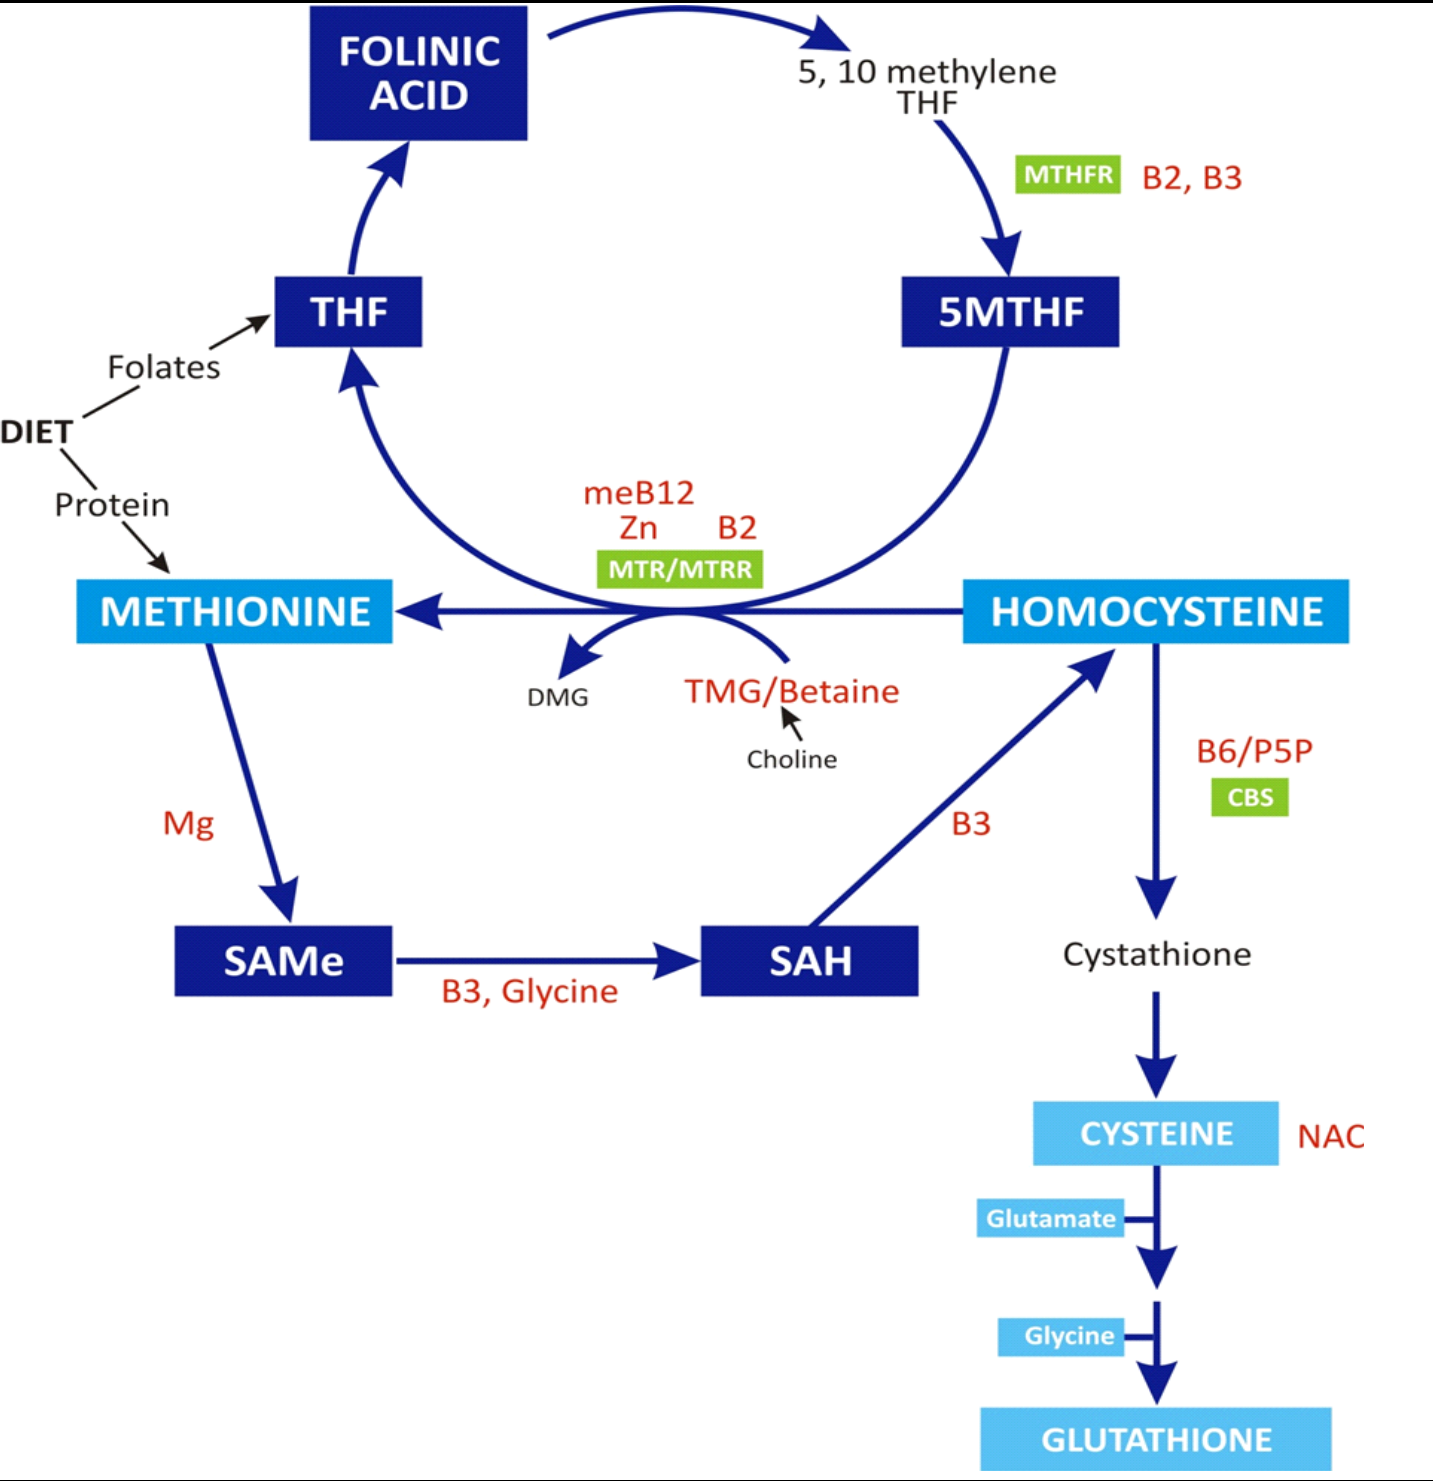 FOLINIC
ACID
5, 10 methylene
THF
MTHFR
B2, B3
THF
5MTHF
Folates
DIET
Protein
meB12
Zn
B2
MTR/MTRR
METHIONINE
HOMOCYSTEINE
DMG
TMG/Betaine
Choline
B6/P5P
CBS
Mg
B3
Cystathione
SAMe
SAH
B3, Glycine
CYSTEINE
NAC
Glutamate
Glycine
GLUTATHIONE